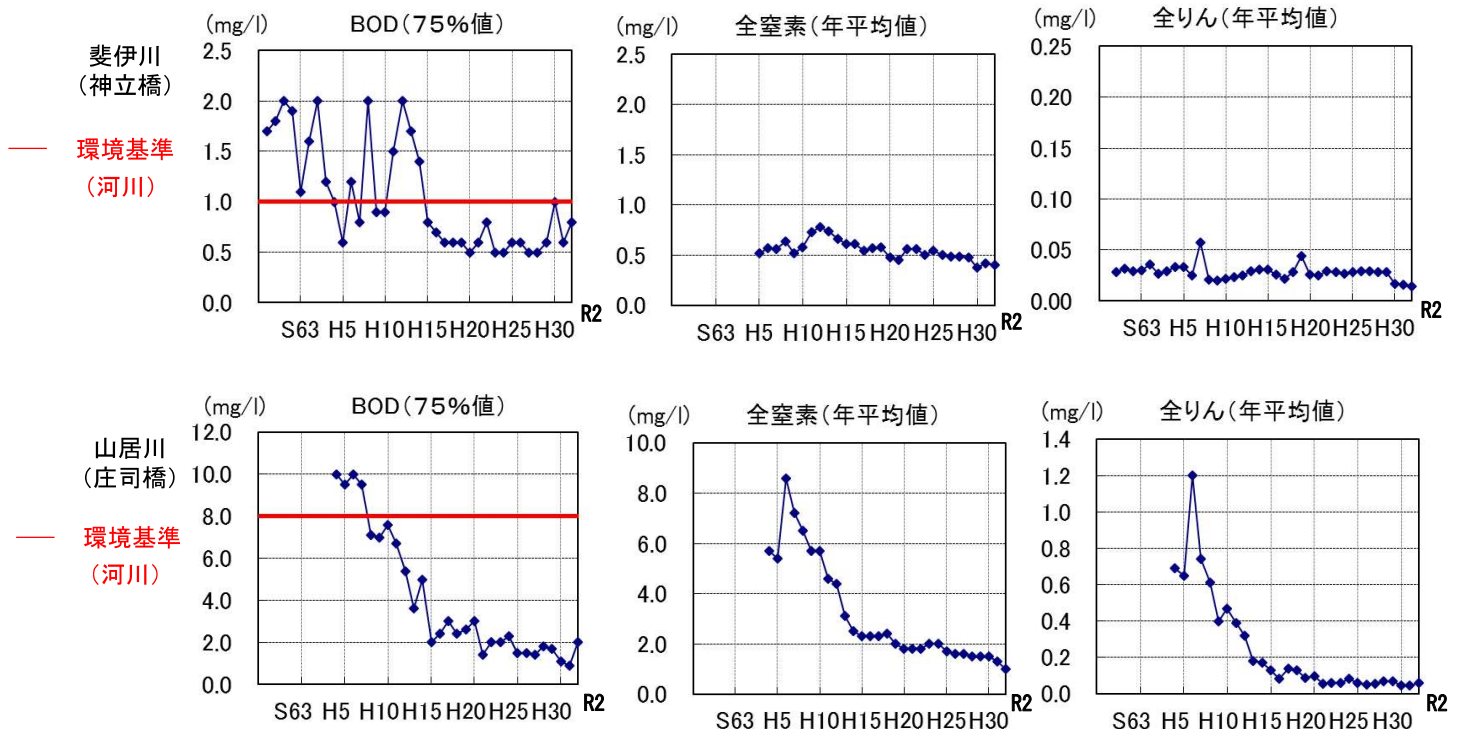 斐伊川
（神立橋）
環境基準
（河川）
(mg/l)
BOD（７５％値）
2.5
2.0
1.5
1.0
0.5
0.0
S63 H5 H10 H15 H20 H25 H30 R2
(mg/l)
全窒素（年平均値）
2.5
2.0
1.5
1.0
0.5
0.0
S63 H5 H10 H15 H20 H25 H30 R2
(mg/l)
全りん（年平均値）
0.25
0.20
0.15
0.10
0.05
0.00
S63 H5 H10 H15 H20 H25 H30 R2
山居川
（庄司橋）
環境基準
（河川）
(mg/l)
BOD（７５％値）
12.0
10.0
8.0
6.0
4.0
2.0
0.0
S63 H5 H10 H15 H20 H25 H30 R2
(mg/l)
全窒素（年平均値）
10.0
8.0
6.0
4.0
2.0
0.0
S63 H5 H10 H15 H20 H25 H30 R2
(mg/l)
全りん（年平均値）
1.4
1.2
1.0
0.8
0.6
0.4
0.2
0.0
S63 H5 H10 H15 H20 H25 H30 R2